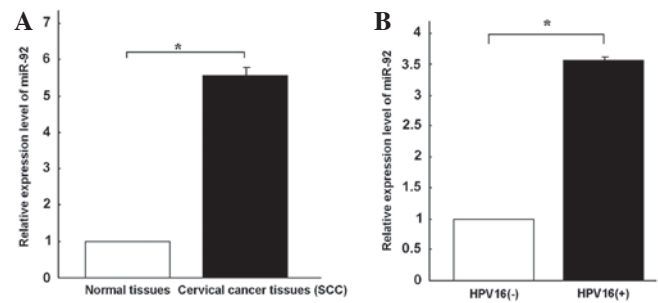 A
Relative expression level of miR-92
7
6
5
4
3
2
1
0
*
Normal tissues
Cervical cancer tissues (SCC)
B
Relative expression level of miR-92
4
3.5
3
2.5
2
1.5
1
0.5
0
*
HPV16(-)
HPV16(+)